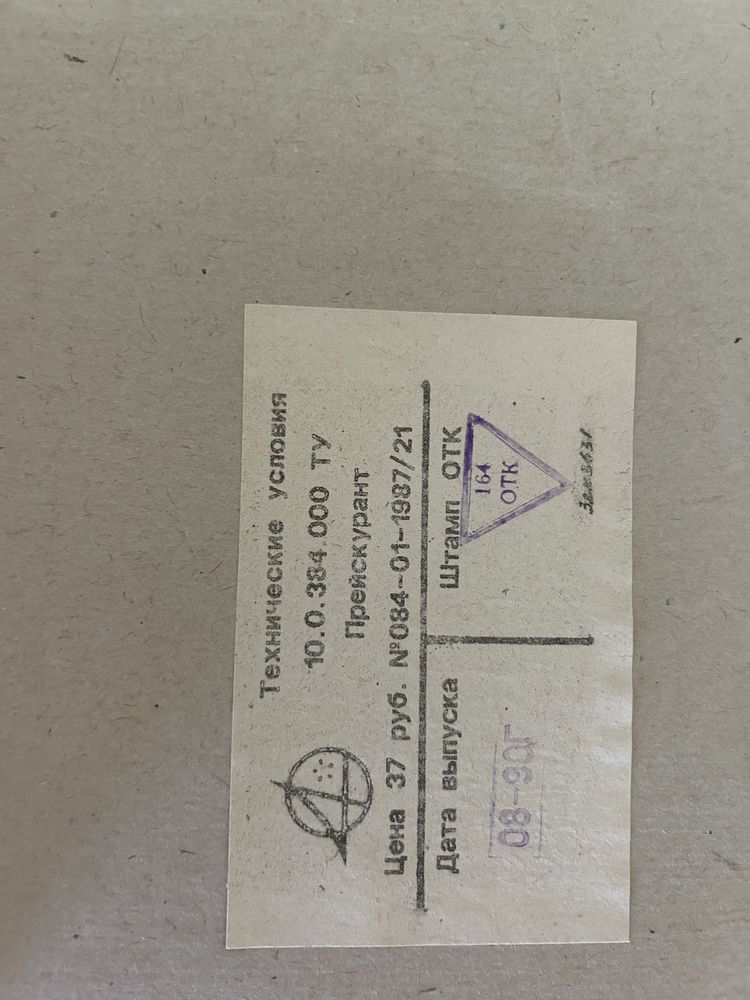 Технические условия
10.0.384.000 ТУ
Прейскурант
Цена 37 руб. №084-01-1987/21
Дата выпуска
Штамп ОТК
08-90г
164
ОТК